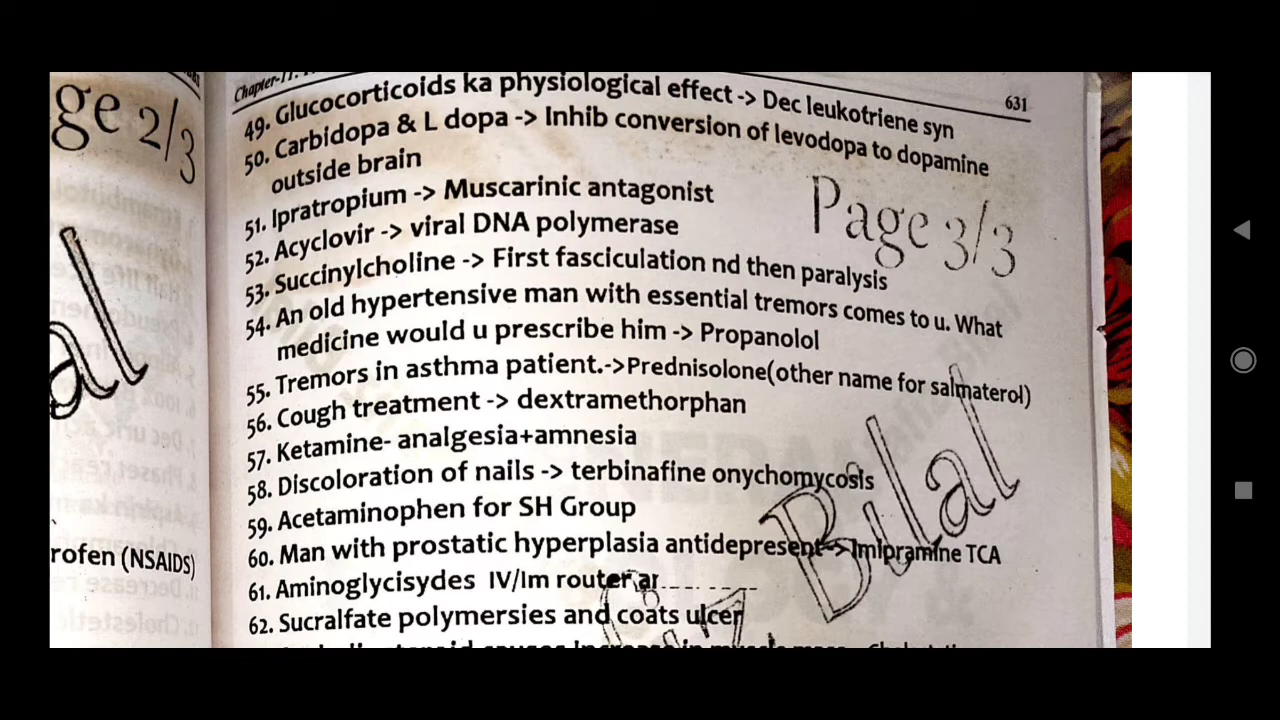 ge 2/3
al
rofen (NSAIDS)
Chapter-11.
631
49. Glucocorticoids ka physiological effect -> Dec leukotriene syn
50. Carbidopa & L dopa -> Inhib conversion of levodopa to dopamine
outside brain
Page 3/3
51. Ipratropium -> Muscarinic antagonist
52. Acyclovir -> viral DNA polymerase
53. Succinylcholine -> First fasciculation nd then paralysis
54. An old hypertensive man with essential tremors comes to u. What
medicine would u prescribe him -> Propanolol
55. Tremors in asthma patient.->Prednisolone(other name for salmaterol)
56. Cough treatment -> dextramethorphan
57. Ketamine- analgesia+amnesia
58. Discoloration of nails -> terbinafine onychomycosis
59. Acetaminophen for SH Group
60. Man with prostatic hyperplasia antidepresent-> Imipramine TCA
61. Aminoglycisydes IV/Im router ar
62. Sucralfate polymersies and coats ulcer
Bilal